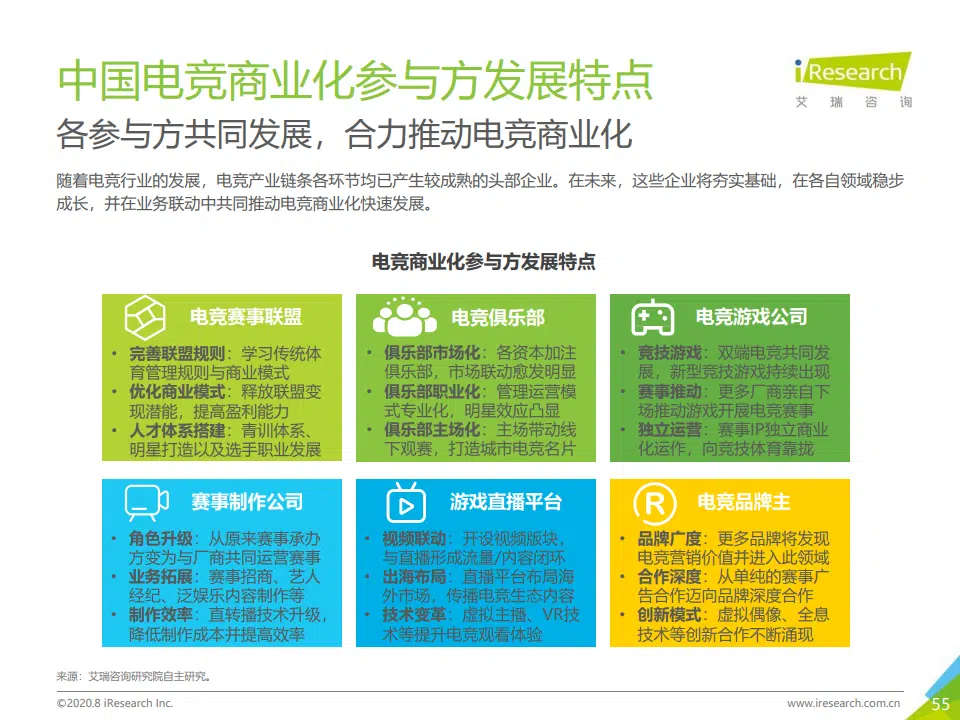 中国电竞商业化参与方发展特点
iResearch
艾 瑞 咨 询
各参与方共同发展，合力推动电竞商业化
随着电竞行业的发展，电竞产业链条各环节均已产生较成熟的头部企业。在未来，这些企业将夯实基础，在各自领域稳步
成长，并在业务联动中共同推动电竞商业化快速发展。
电竞商业化参与方发展特点
电竞赛事联盟
• 完善联盟规则：学习传统体
育管理规则与商业模式
• 优化商业模式：释放联盟变
现潜能，提高盈利能力
• 人才体系搭建：青训体系、
明星打造以及选手职业发展
电竞俱乐部
• 俱乐部市场化：各资本加注
俱乐部，市场联动愈发明显
• 俱乐部职业化：管理运营模
式专业化，明星效应凸显
• 俱乐部主场化：主场带动线
下观赛，打造城市电竞名片
电竞游戏公司
• 竞技游戏：双端电竞共同发
展，新型竞技游戏持续出现
• 赛事推动：更多厂商亲自下
场推动游戏开展电竞赛事
• 独立运营：赛事IP独立商业
化运作，向竞技体育靠拢
赛事制作公司
• 角色升级：从原来赛事承办
方变为与厂商共同运营赛事
• 业务拓展：赛事招商、艺人
经纪、泛娱乐内容制作等
• 制作效率：直转播技术升级，
降低制作成本并提高效率
游戏直播平台
• 视频联动：开设视频版块，
与直播形成流量/内容闭环
• 出海布局：直播平台布局海
外市场，传播电竞生态内容
• 技术变革：虚拟主播、VR技
术等提升电竞观看体验
R
电竞品牌主
• 品牌广度：更多品牌将发现
电竞营销价值并进入此领域
• 合作深度：从单纯的赛事广
告合作迈向品牌深度合作
• 创新模式：虚拟偶像、全息
技术等创新合作不断涌现
来源：艾瑞咨询研究院自主研究。
©2020.8 iResearch Inc.
www.iresearch.com.cn
55